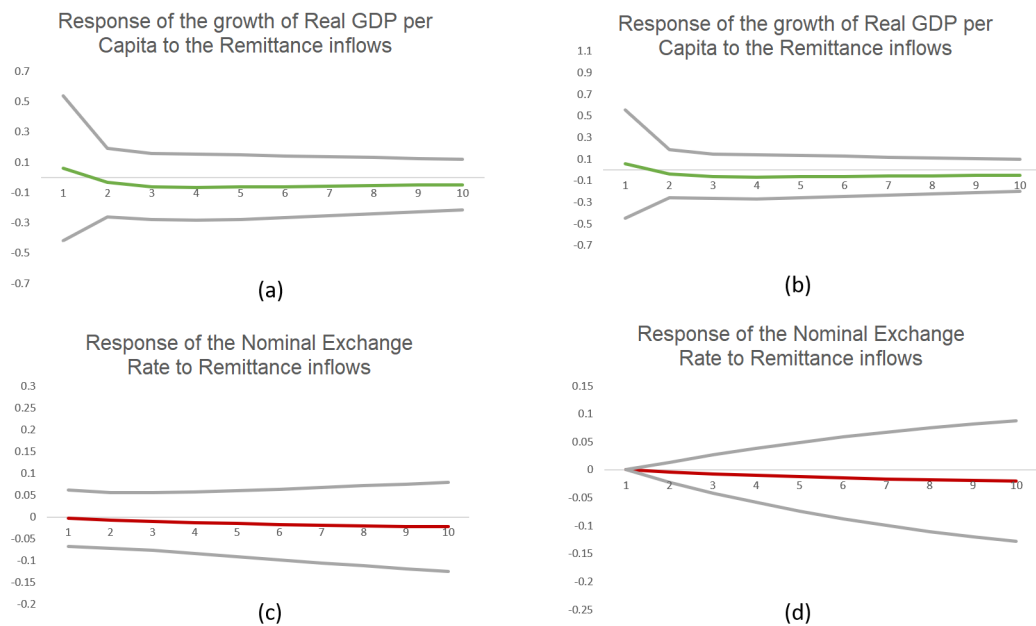 Response of the growth of Real GDP per
Capita to the Remittance inflows
0.7
0.5
0.3
0.1
-0.1
-0.3
-0.5
-0.7
1 2 3 4 5 6 7 8 9 10
(a)
Response of the growth of Real GDP per
Capita to the Remittance inflows
1.1
0.9
0.7
0.5
0.3
0.1
-0.1
-0.3
-0.5
-0.7
1 2 3 4 5 6 7 8 9 10
(b)
Response of the Nominal Exchange
Rate to Remittance inflows
0.3
0.25
0.2
0.15
0.1
0.05
0
-0.05
-0.1
-0.15
-0.2
1 2 3 4 5 6 7 8 9 10
(c)
Response of the Nominal Exchange
Rate to Remittance inflows
0.15
0.1
0.05
0
-0.05
-0.1
-0.15
-0.2
-0.25
1 2 3 4 5 6 7 8 9 10
(d)